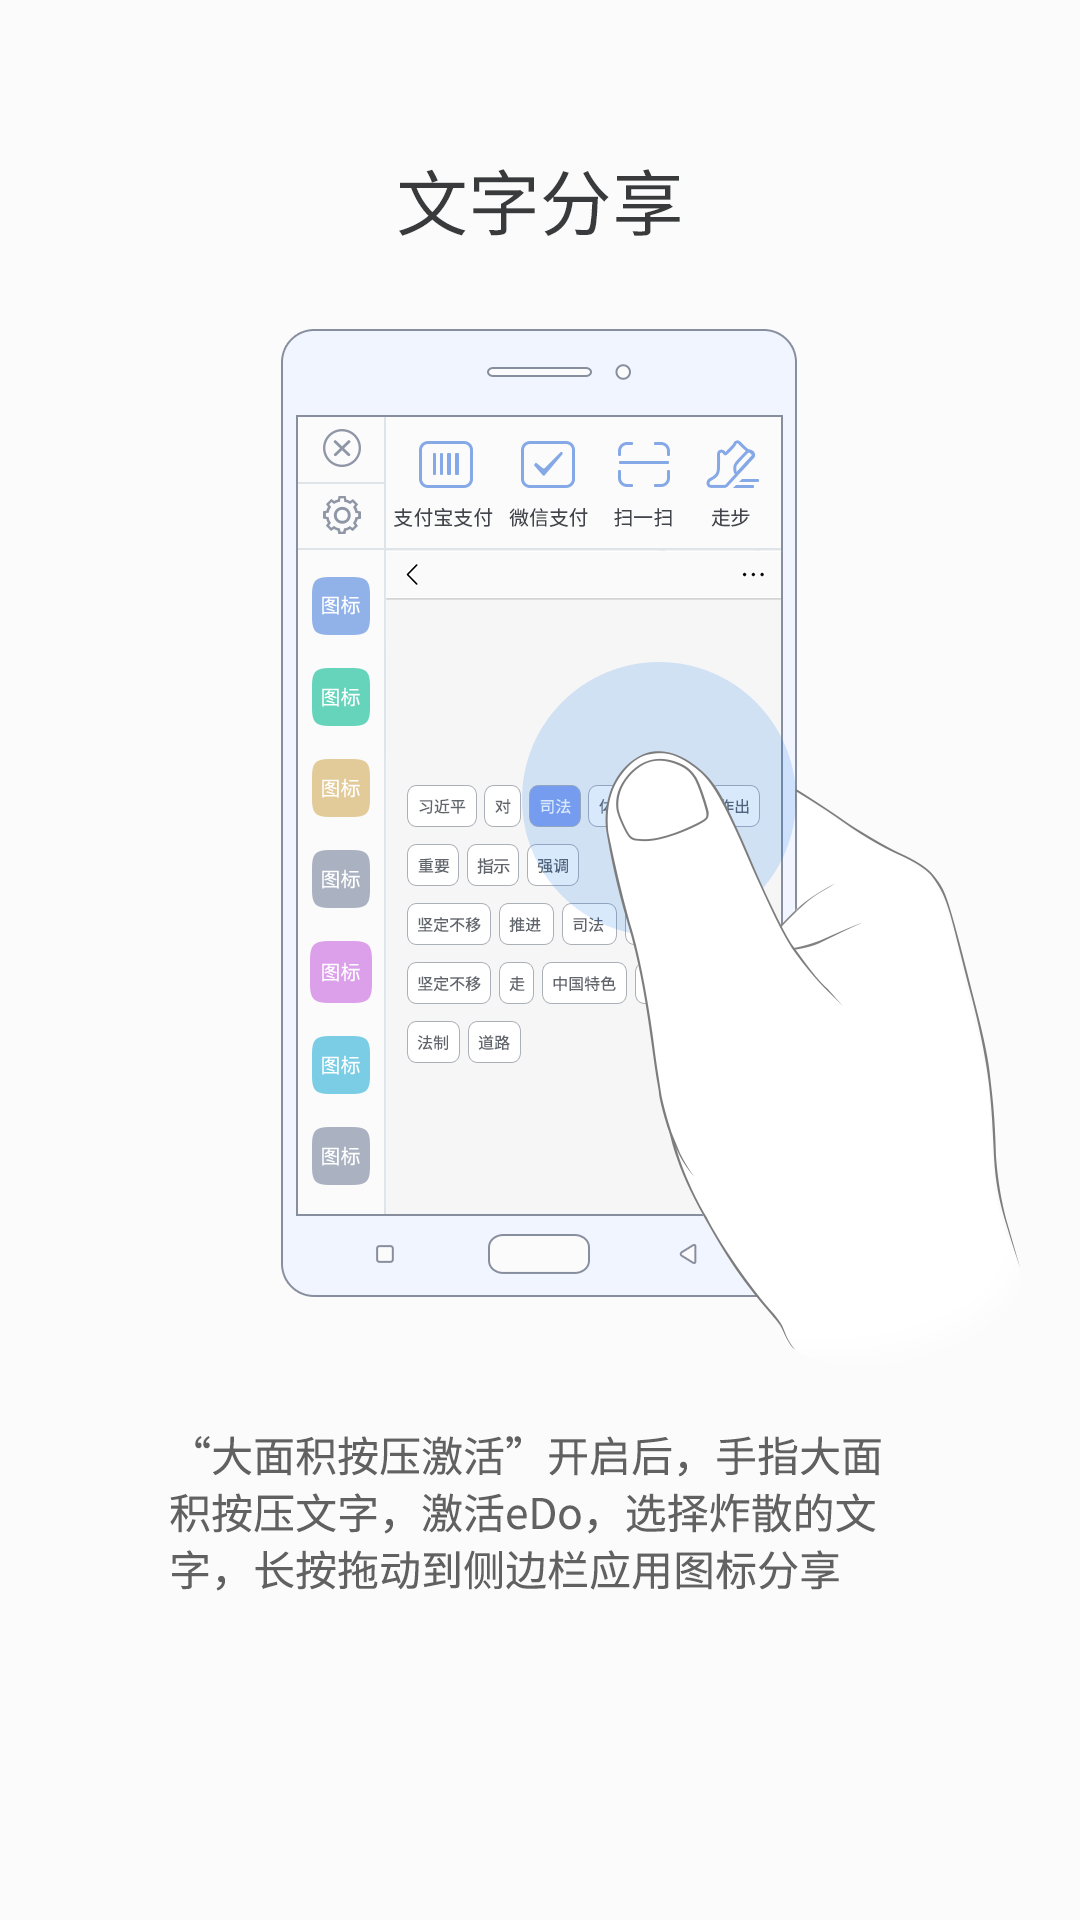 文字分享
支付宝支付 微信支付 扫一扫 走步
图标
图标
图标
图标
图标
图标
图标
习近平 对 司法 作出
重要 指示 强调
坚定不移 推进 司法
坚定不移 走 中国特色
法制 道路
“大面积按压激活”开启后，手指大面
积按压文字，激活eDo，选择炸散的文
字，长按拖动到侧边栏应用图标分享